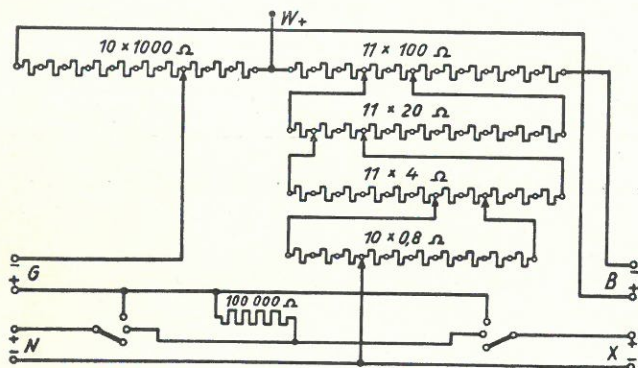 W+
10 × 1000 Ω
11 × 100 Ω
11 × 20 Ω
11 × 4 Ω
10 × 0,8 Ω
−
+
G
−
+
B
100 000 Ω
+
N
−
+
X
−